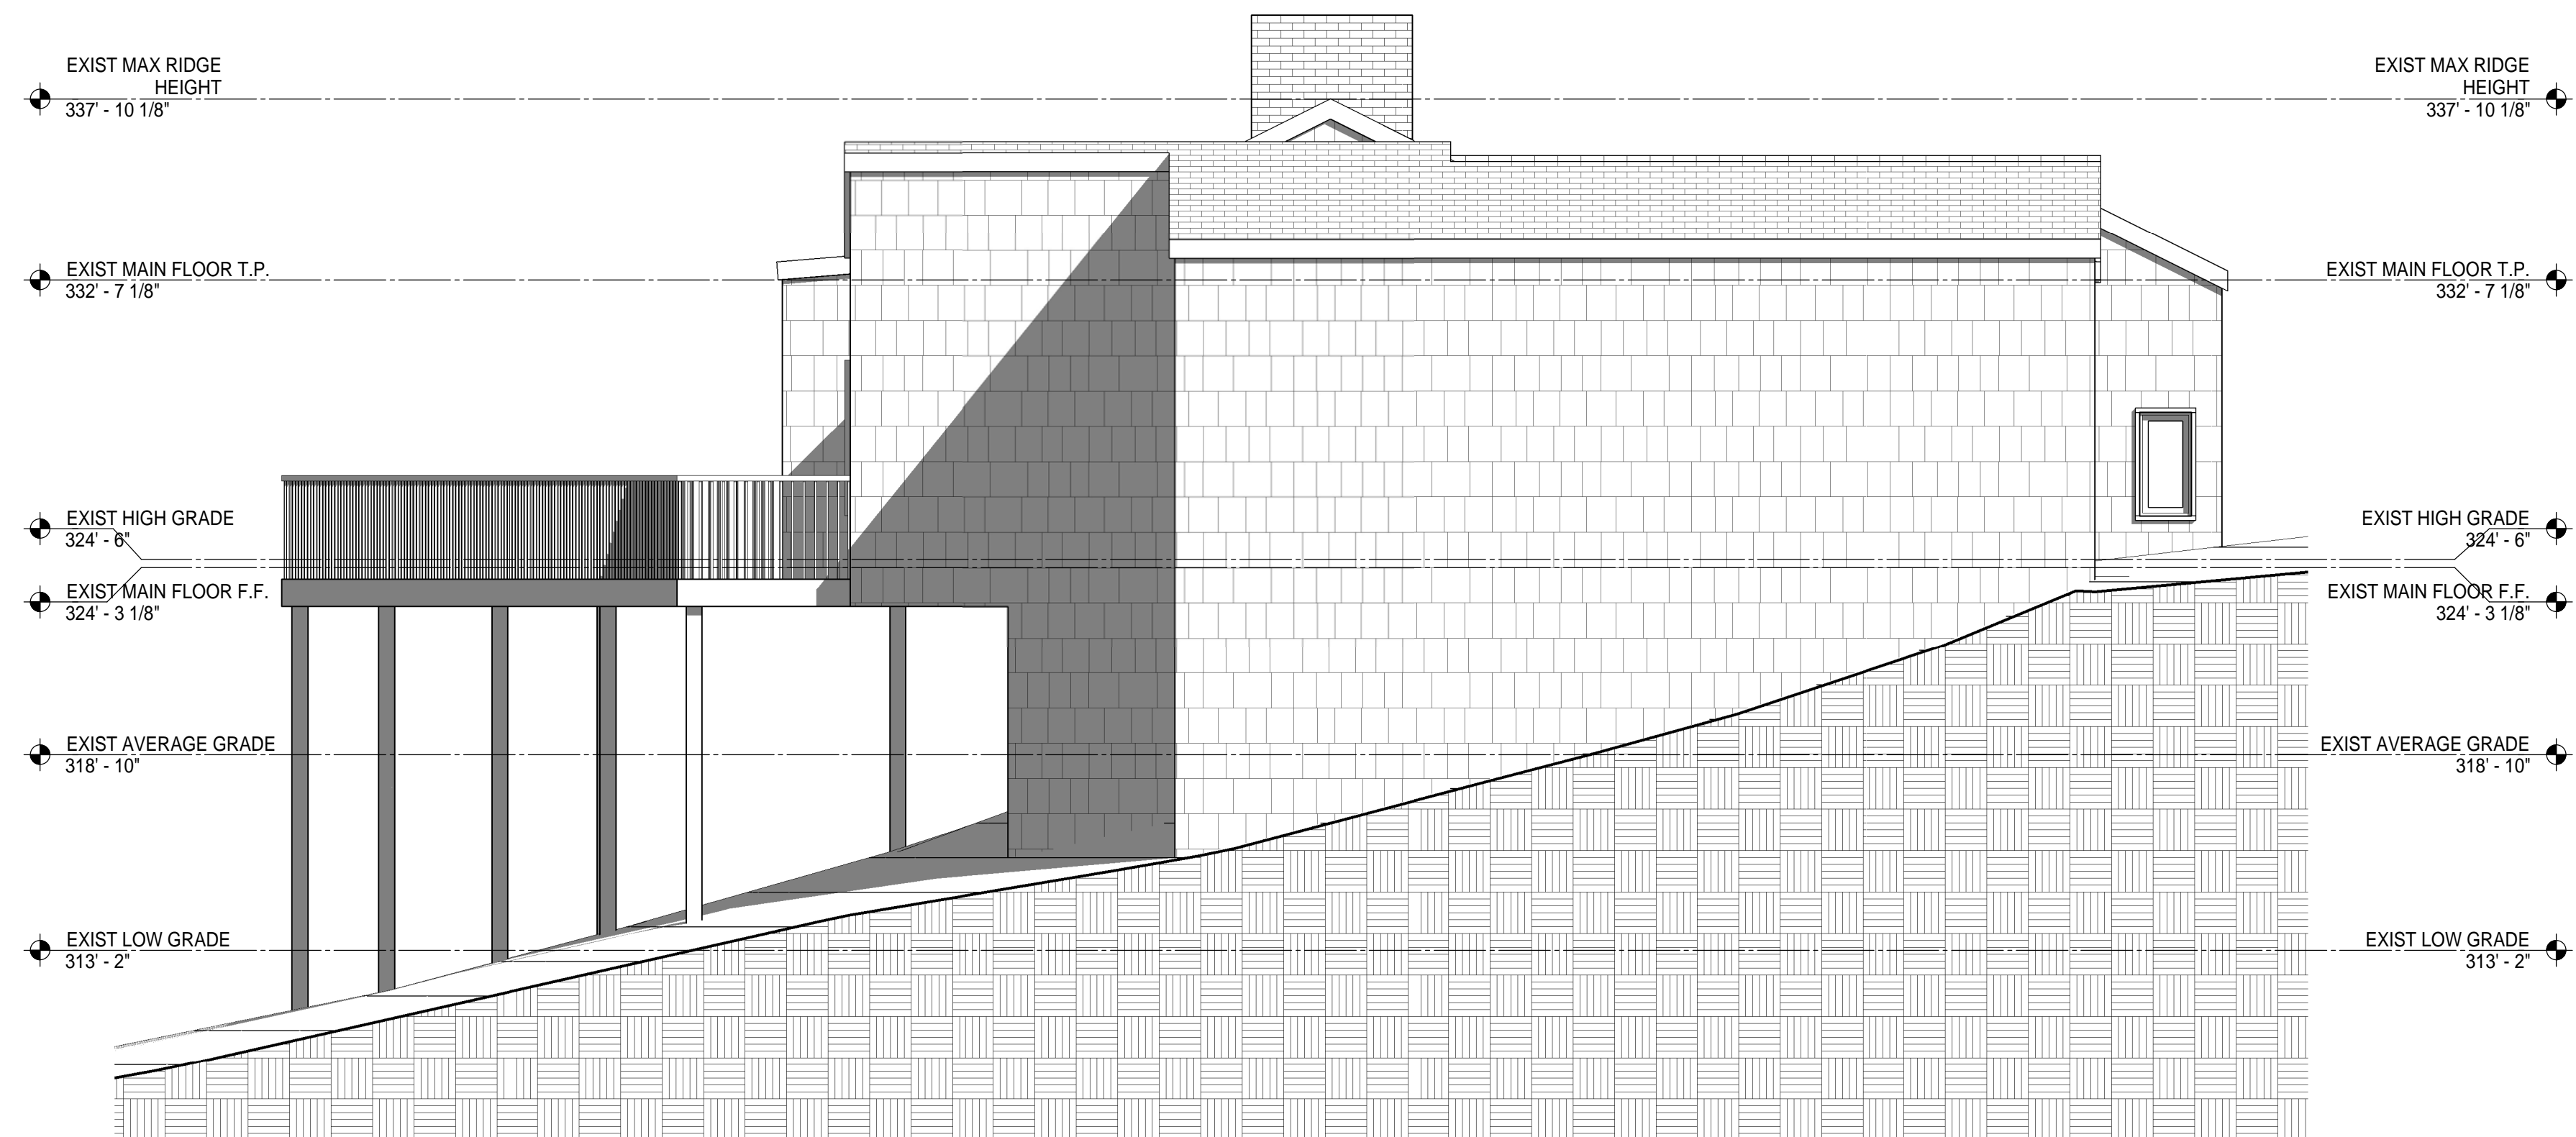 EXIST MAX RIDGE
HEIGHT
337' - 10 1/8"
EXIST MAX RIDGE
HEIGHT
337' - 10 1/8"
EXIST MAIN FLOOR T.P.
332' - 7 1/8"
EXIST MAIN FLOOR T.P.
332' - 7 1/8"
EXIST HIGH GRADE
324' - 6"
EXIST HIGH GRADE
324' - 6"
EXIST MAIN FLOOR F.F.
324' - 3 1/8"
EXIST MAIN FLOOR F.F.
324' - 3 1/8"
EXIST AVERAGE GRADE
318' - 10"
EXIST AVERAGE GRADE
318' - 10"
EXIST LOW GRADE
313' - 2"
EXIST LOW GRADE
313' - 2"